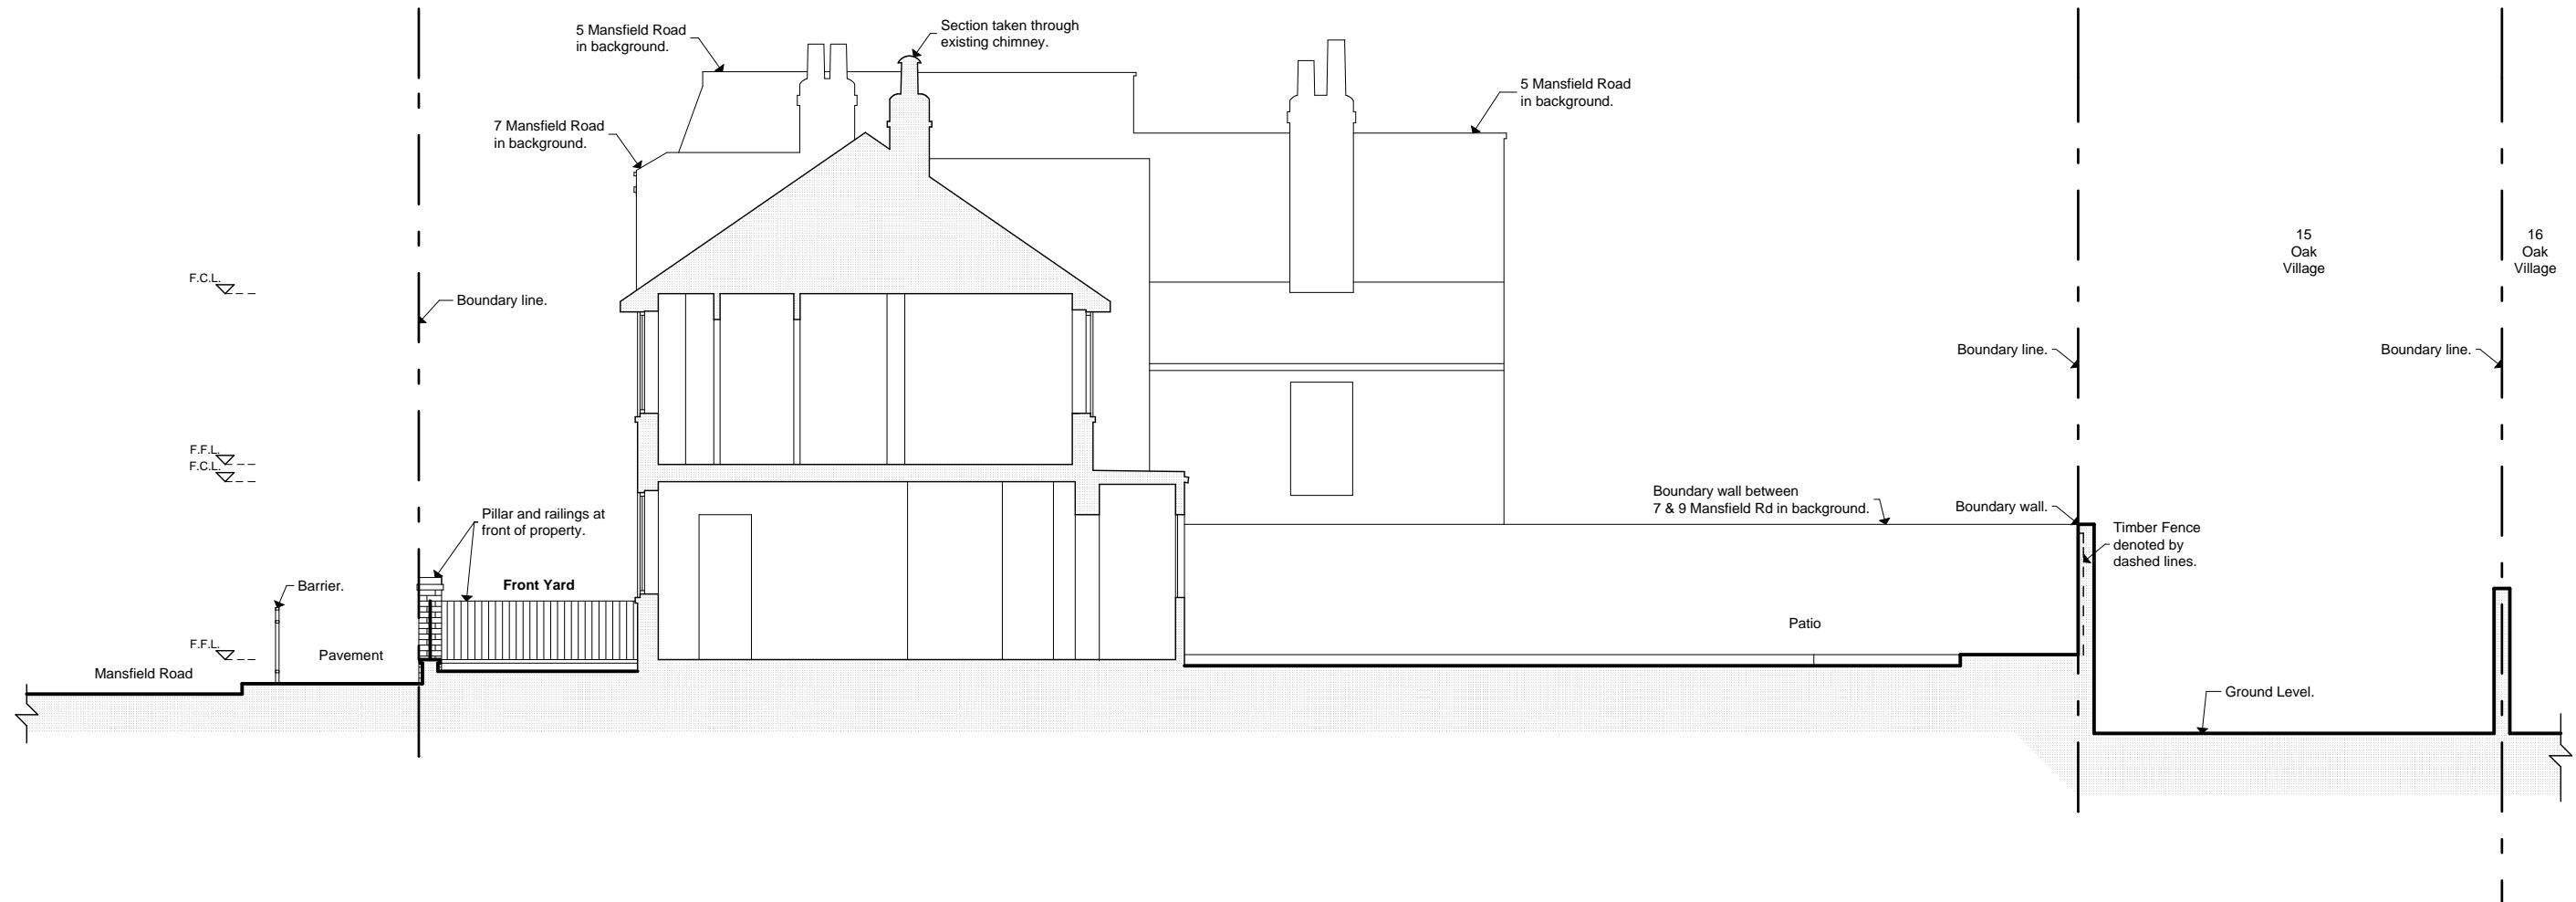 5 Mansfield Road
in background.
Section taken through
existing chimney.
5 Mansfield Road
in background.
7 Mansfield Road
in background.
15
Oak
Village
16
Oak
Village
F.C.L.
Boundary line.
Boundary line.
Boundary line.
F.F.L.
F.C.L.
Pillar and railings at
front of property.
Boundary wall between
7 & 9 Mansfield Rd in background.
Boundary wall.
Timber Fence
denoted by
dashed lines.
Barrier.
Front Yard
Patio
F.F.L.
Pavement
Mansfield Road
Ground Level.